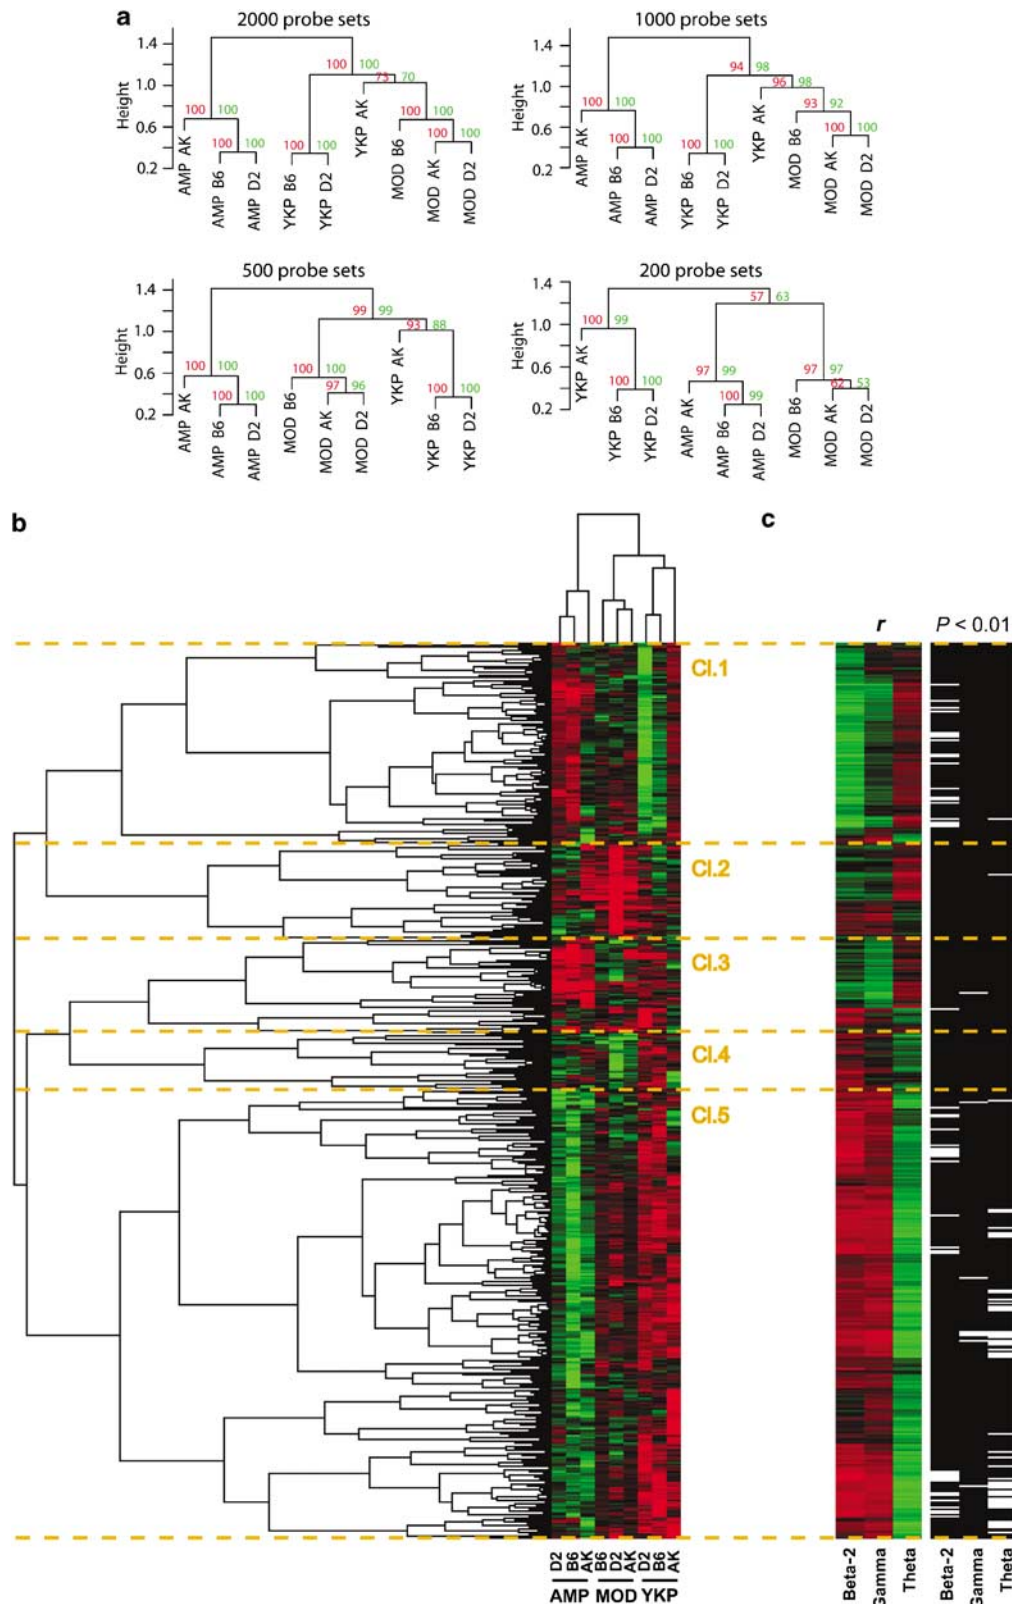 a
2000 probe sets
1000 probe sets
Height
1.4
1.0
0.6
0.2
100 100
100 100
73 70
100 100
100 100
100 100
100 100
AMP AK
AMP B6
AMP D2
YKP B6
YKP D2
YKP AK
MOD B6
MOD AK
MOD D2
Height
1.4
1.0
0.6
0.2
94 98
96 98
100 100
93 92
100 100
100 100
100 100
AMP AK
AMP B6
AMP D2
YKP B6
YKP D2
YKP AK
MOD B6
MOD AK
MOD D2
500 probe sets
200 probe sets
Height
1.4
1.0
0.6
0.2
99 99
93 88
100 100
100 100
97 96
100 100
100 100
AMP AK
AMP B6
AMP D2
MOD B6
MOD AK
MOD D2
YKP AK
YKP B6
YKP D2
Height
1.4
1.0
0.6
0.2
57 63
100 99
97 99
97 97
62 53
100 100
100 99
YKP AK
YKP B6
YKP D2
AMP AK
AMP B6
AMP D2
MOD B6
MOD AK
MOD D2
b
c
r P < 0.01
Cl.1
Cl.2
Cl.3
Cl.4
Cl.5
D2 B6 AK B6 D2 AK D2 B6 AK
AMP MOD YKP
Beta-2 Gamma Theta Beta-2 Gamma Theta